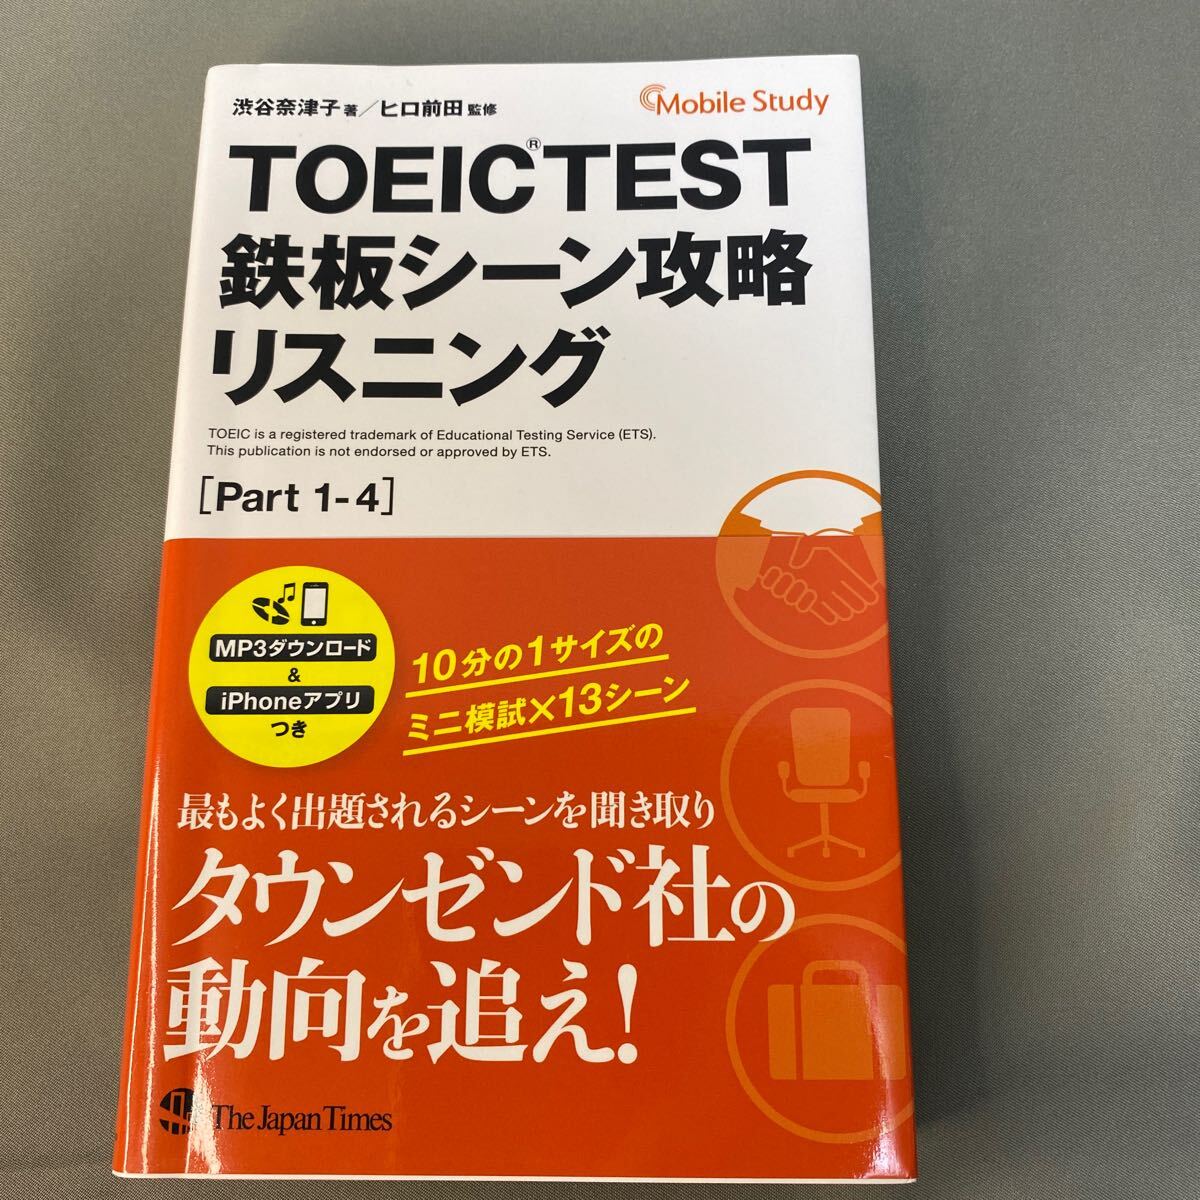 渋谷奈津子 著／ヒロ前田 監修
Mobile Study
TOEIC® TEST
鉄板シーン攻略
リスニング
TOEIC is a registered trademark of Educational Testing Service (ETS).
This publication is not endorsed or approved by ETS.
[Part 1-4]
MP3ダウンロード
&
iPhoneアプリ
つき
10分の1サイズの
ミニ模試×13シーン
最もよく出題されるシーンを聞き取り
タウンゼンド社の
動向を追え!
The Japan Times